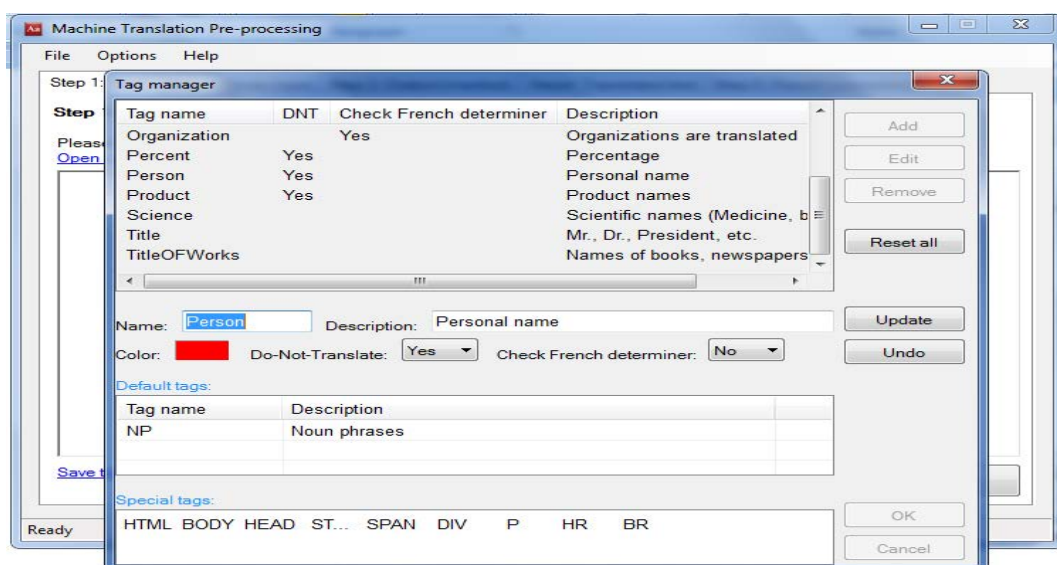 Machine Translation Pre-processing
File Options Help
Step 1:
Tag manager
Step
Please
Open
Tag name DNT Check French determiner Description
Organization Yes Organizations are translated
Percent Yes Percentage
Person Yes Personal name
Product Yes Product names
Science Scientific names (Medicine, b
Title Mr., Dr., President, etc.
TitleOFWorks Names of books, newspapers
Add
Edit
Remove
Reset all
Name: Person Description: Personal name
Update
Color: Do-Not-Translate: Yes Check French determiner: No
Undo
Default tags:
Tag name Description
NP Noun phrases
Save t
Special tags:
HTML BODY HEAD ST... SPAN DIV P HR BR
OK
Cancel
Ready